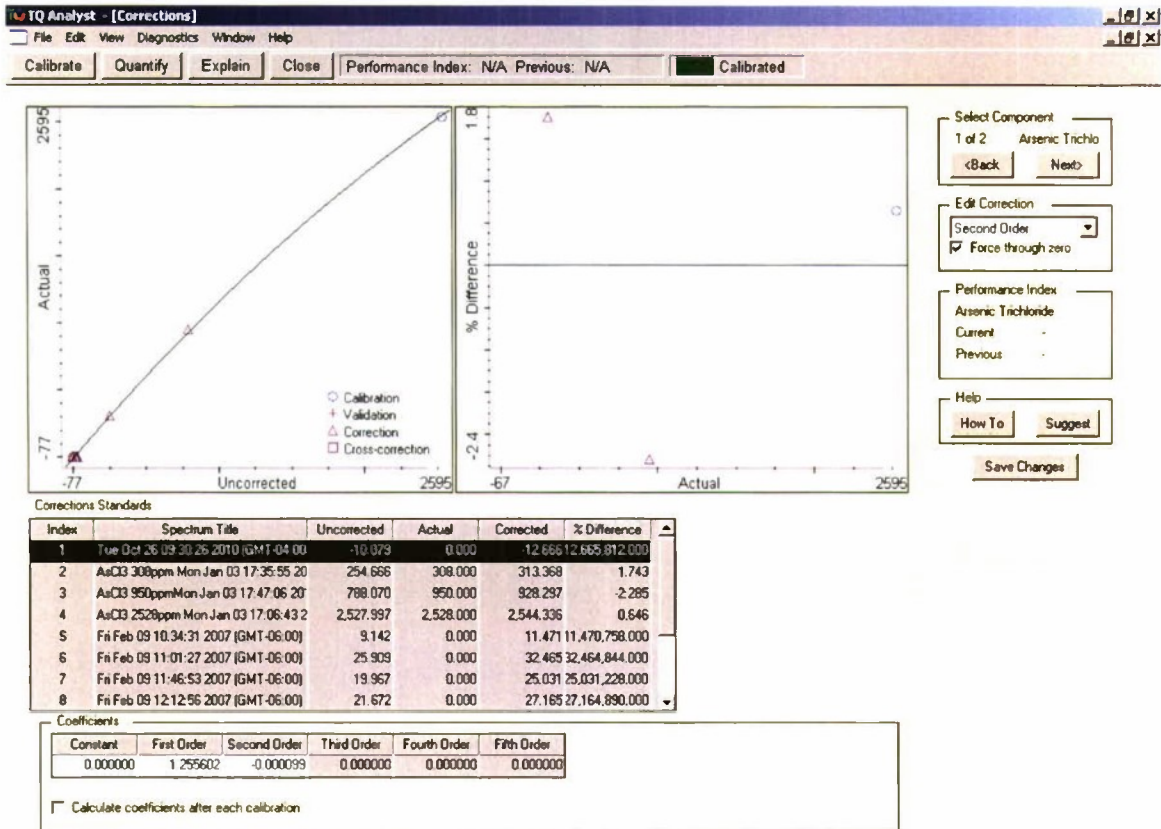 TQ Analyst - [Corrections]
File Edit View Diagnostics Window Help
Calibrate Quantify Explain Close Performance Index: N/A Previous: N/A Calibrated
2595
Actual
-77
-77 Uncorrected 2595
Calibration
Validation
Correction
Cross-correction
1.8
% Difference
-2.4
-67 Actual 2595
Select Component
1 of 2 Arsenic Trichlo
<Back Next>
Edit Correction
Second Order
Force through zero
Performance Index
Arsenic Trichloride
Current -
Previous -
Help
How To Suggest
Save Changes
Corrections Standards
Index Spectrum Title Uncorrected Actual Corrected % Difference
1 Tue Oct 26 09:30:26 2010 (GMT-04:00 -10.079 0.000 -12.666 12,665,812.000
2 AsCl3 308ppm Mon Jan 03 17:35:55 20 254.666 308.000 313.368 1.743
3 AsCl3 950ppmMon Jan 03 17:47:06 20 788.070 950.000 928.297 -2.285
4 AsCl3 2528ppm Mon Jan 03 17:06:43 2 2,527.997 2,528.000 2,544.336 0.646
5 Fri Feb 09 10:34:31 2007 (GMT-06:00) 9.142 0.000 11.471 11,470,758.000
6 Fri Feb 09 11:01:27 2007 (GMT-06:00) 25.909 0.000 32.465 32,464,844.000
7 Fri Feb 09 11:46:53 2007 (GMT-06:00) 19.967 0.000 25.031 25,031,228.000
8 Fri Feb 09 12:12:56 2007 (GMT-06:00) 21.672 0.000 27.165 27,164,890.000
Coefficients
Constant First Order Second Order Third Order Fourth Order Fifth Order
0.000000 1.255602 -0.000099 0.000000 0.000000 0.000000
Calculate coefficients after each calibration